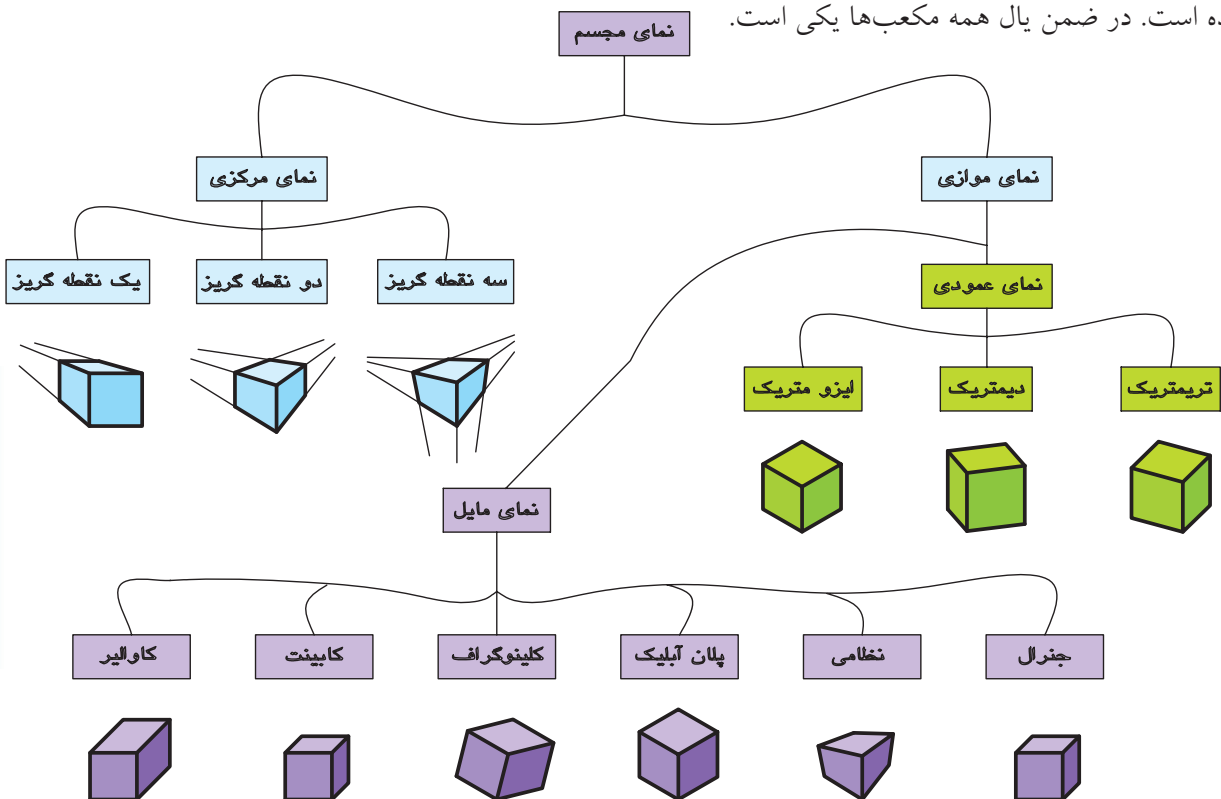 ده است. در ضمن یال همه مکعب‌ها یکی است.
نمای مجسم
نمای موازی
نمای مرکزی
نمای عمودی
سه نقطه گریز
دو نقطه گریز
یک نقطه گریز
تریمتریک
دیمتریک
ایزو متریک
نمای مایل
جنرال
نظامی
پلان آبلیک
کلینوگراف
کابینت
کاوالیر